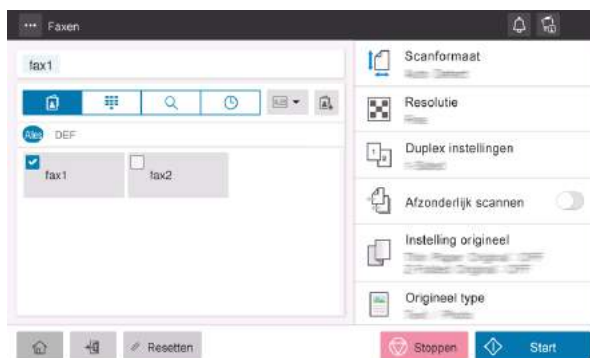 Faxen
fax1
Alles DEF
fax1
fax2
Scanformaat
Resolutie
Duplex instellingen
Afzonderlijk scannen
Instelling origineel
Origineel type
Resetten
Stoppen
Start